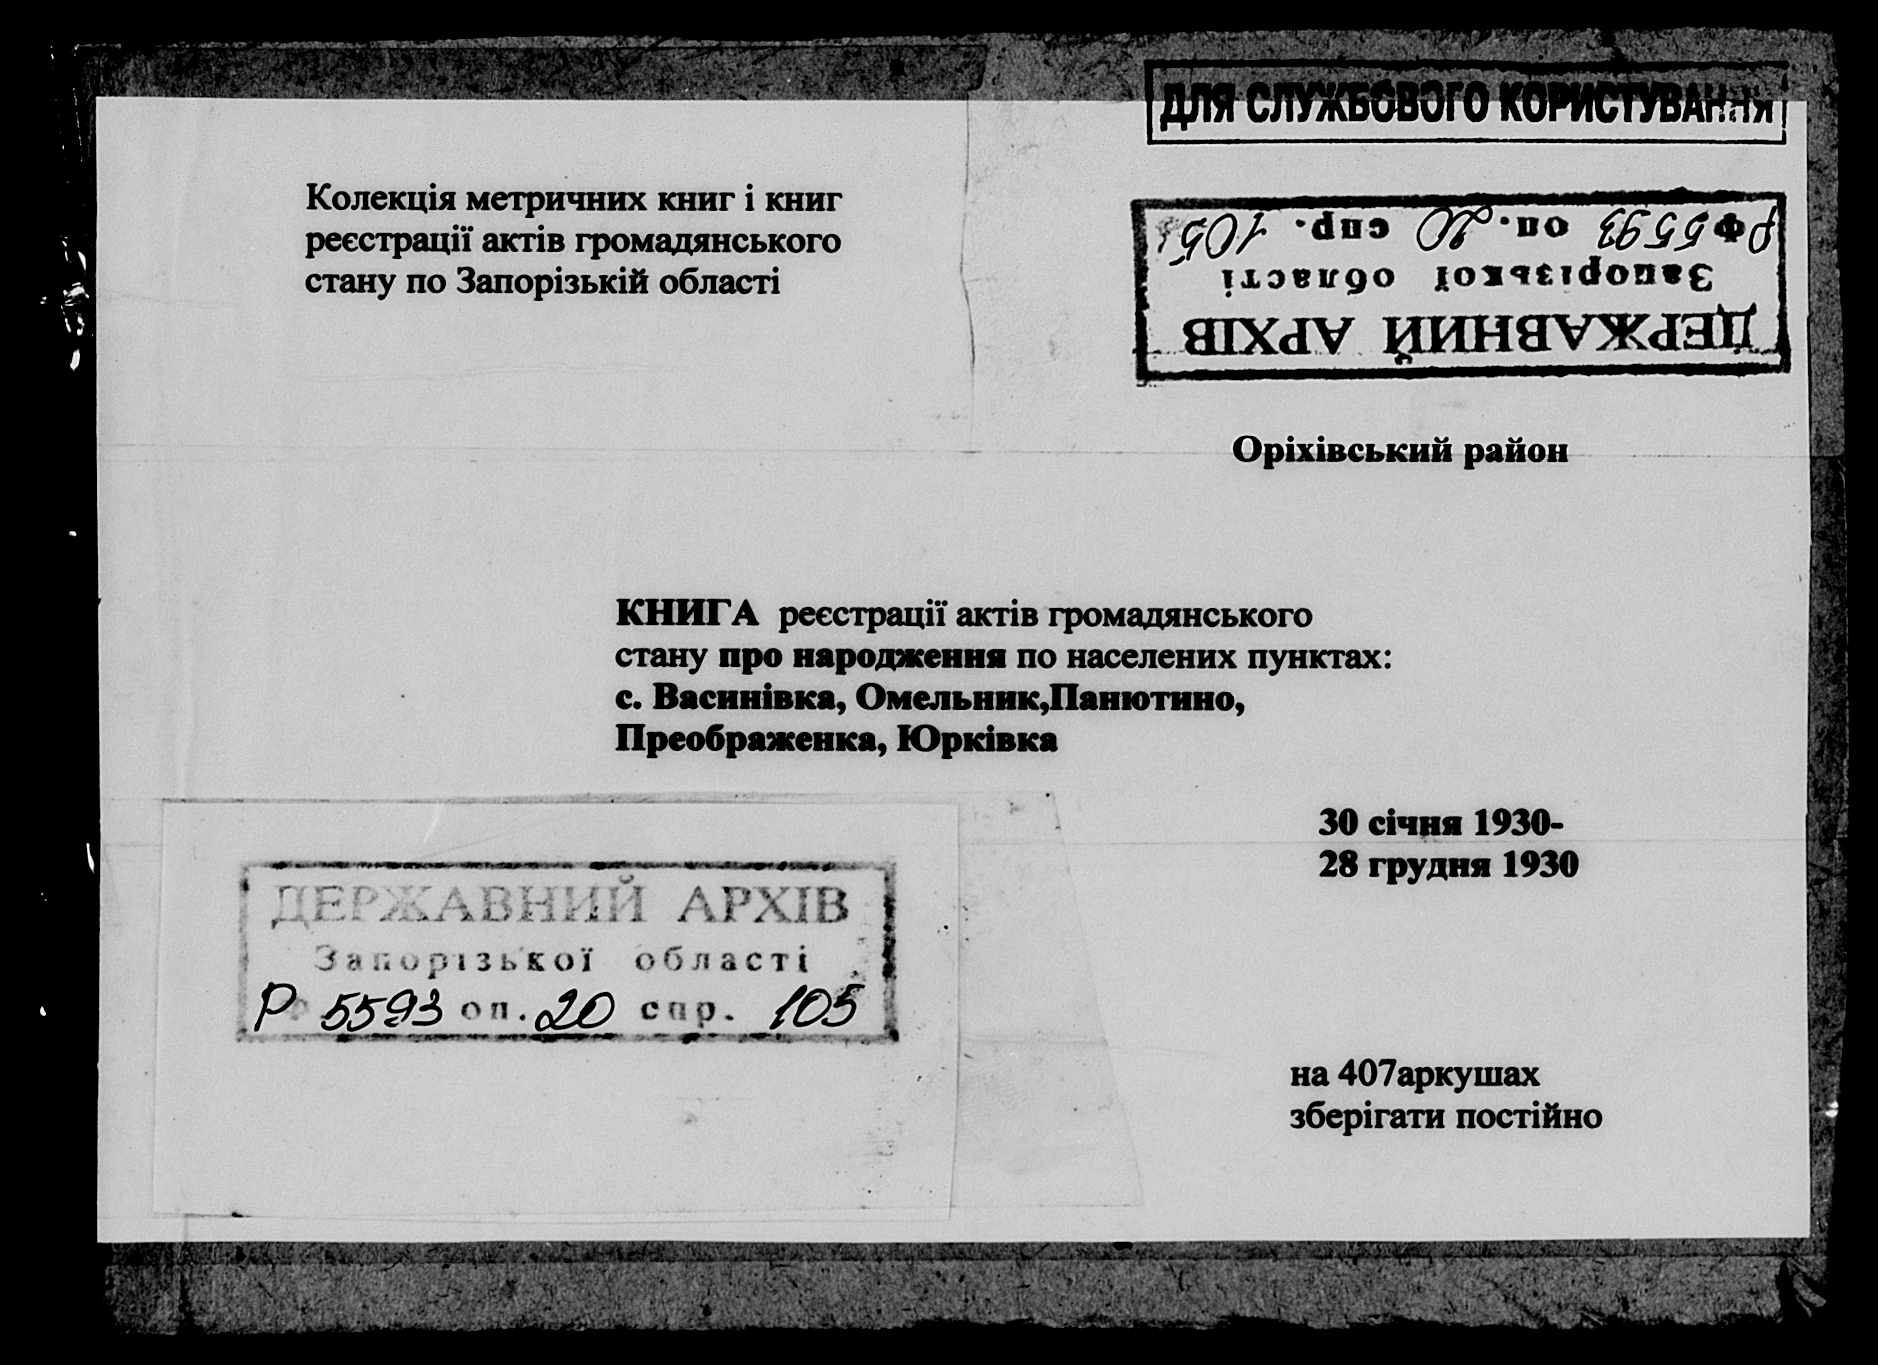 ДЛЯ СЛУЖБОВОГО КОРИСТУВАННЯ
Колекція метричних книг і книг
реєстрації актів громадянського
стану по Запорізькій області
ДЕРЖАВНИЙ АРХІВ
Запорізької області
РФ 5593 оп. 20 спр. 105
Оріхівський район
КНИГА реєстрації актів громадянського
стану про народження по населених пунктах:
с. Васинівка, Омельник,Панютино,
Преображенка, Юрківка
30 січня 1930-
28 грудня 1930
ДЕРЖАВНИЙ АРХІВ
Запорізької області
РФ 5593 оп. 20 спр. 105
на 407аркушах
зберігати постійно